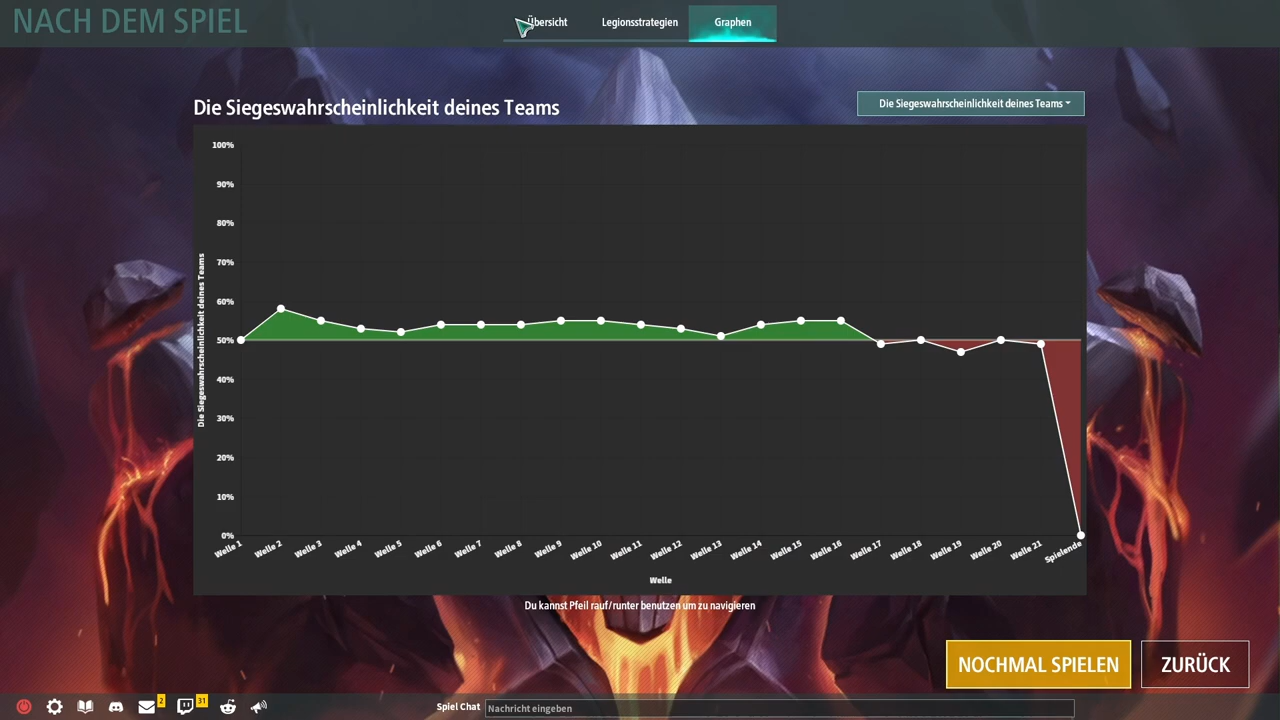 NACH DEM SPIEL
Übersicht
Legionsstrategien
Graphen
Die Siegeswahrscheinlichkeit deines Teams
Die Siegeswahrscheinlichkeit deines Teams
100%
90%
80%
70%
60%
50%
40%
30%
20%
10%
0%
Die Siegeswahrscheinlichkeit deines Teams
Welle 1
Welle 2
Welle 3
Welle 4
Welle 5
Welle 6
Welle 7
Welle 8
Welle 9
Welle 10
Welle 11
Welle 12
Welle 13
Welle 14
Welle 15
Welle 16
Welle 17
Welle 18
Welle 19
Welle 20
Welle 21
Spielende
Welle
Du kannst Pfeil rauf/runter benutzen um zu navigieren
NOCHMAL SPIELEN
ZURÜCK
2
31
Spiel Chat
Nachricht eingeben